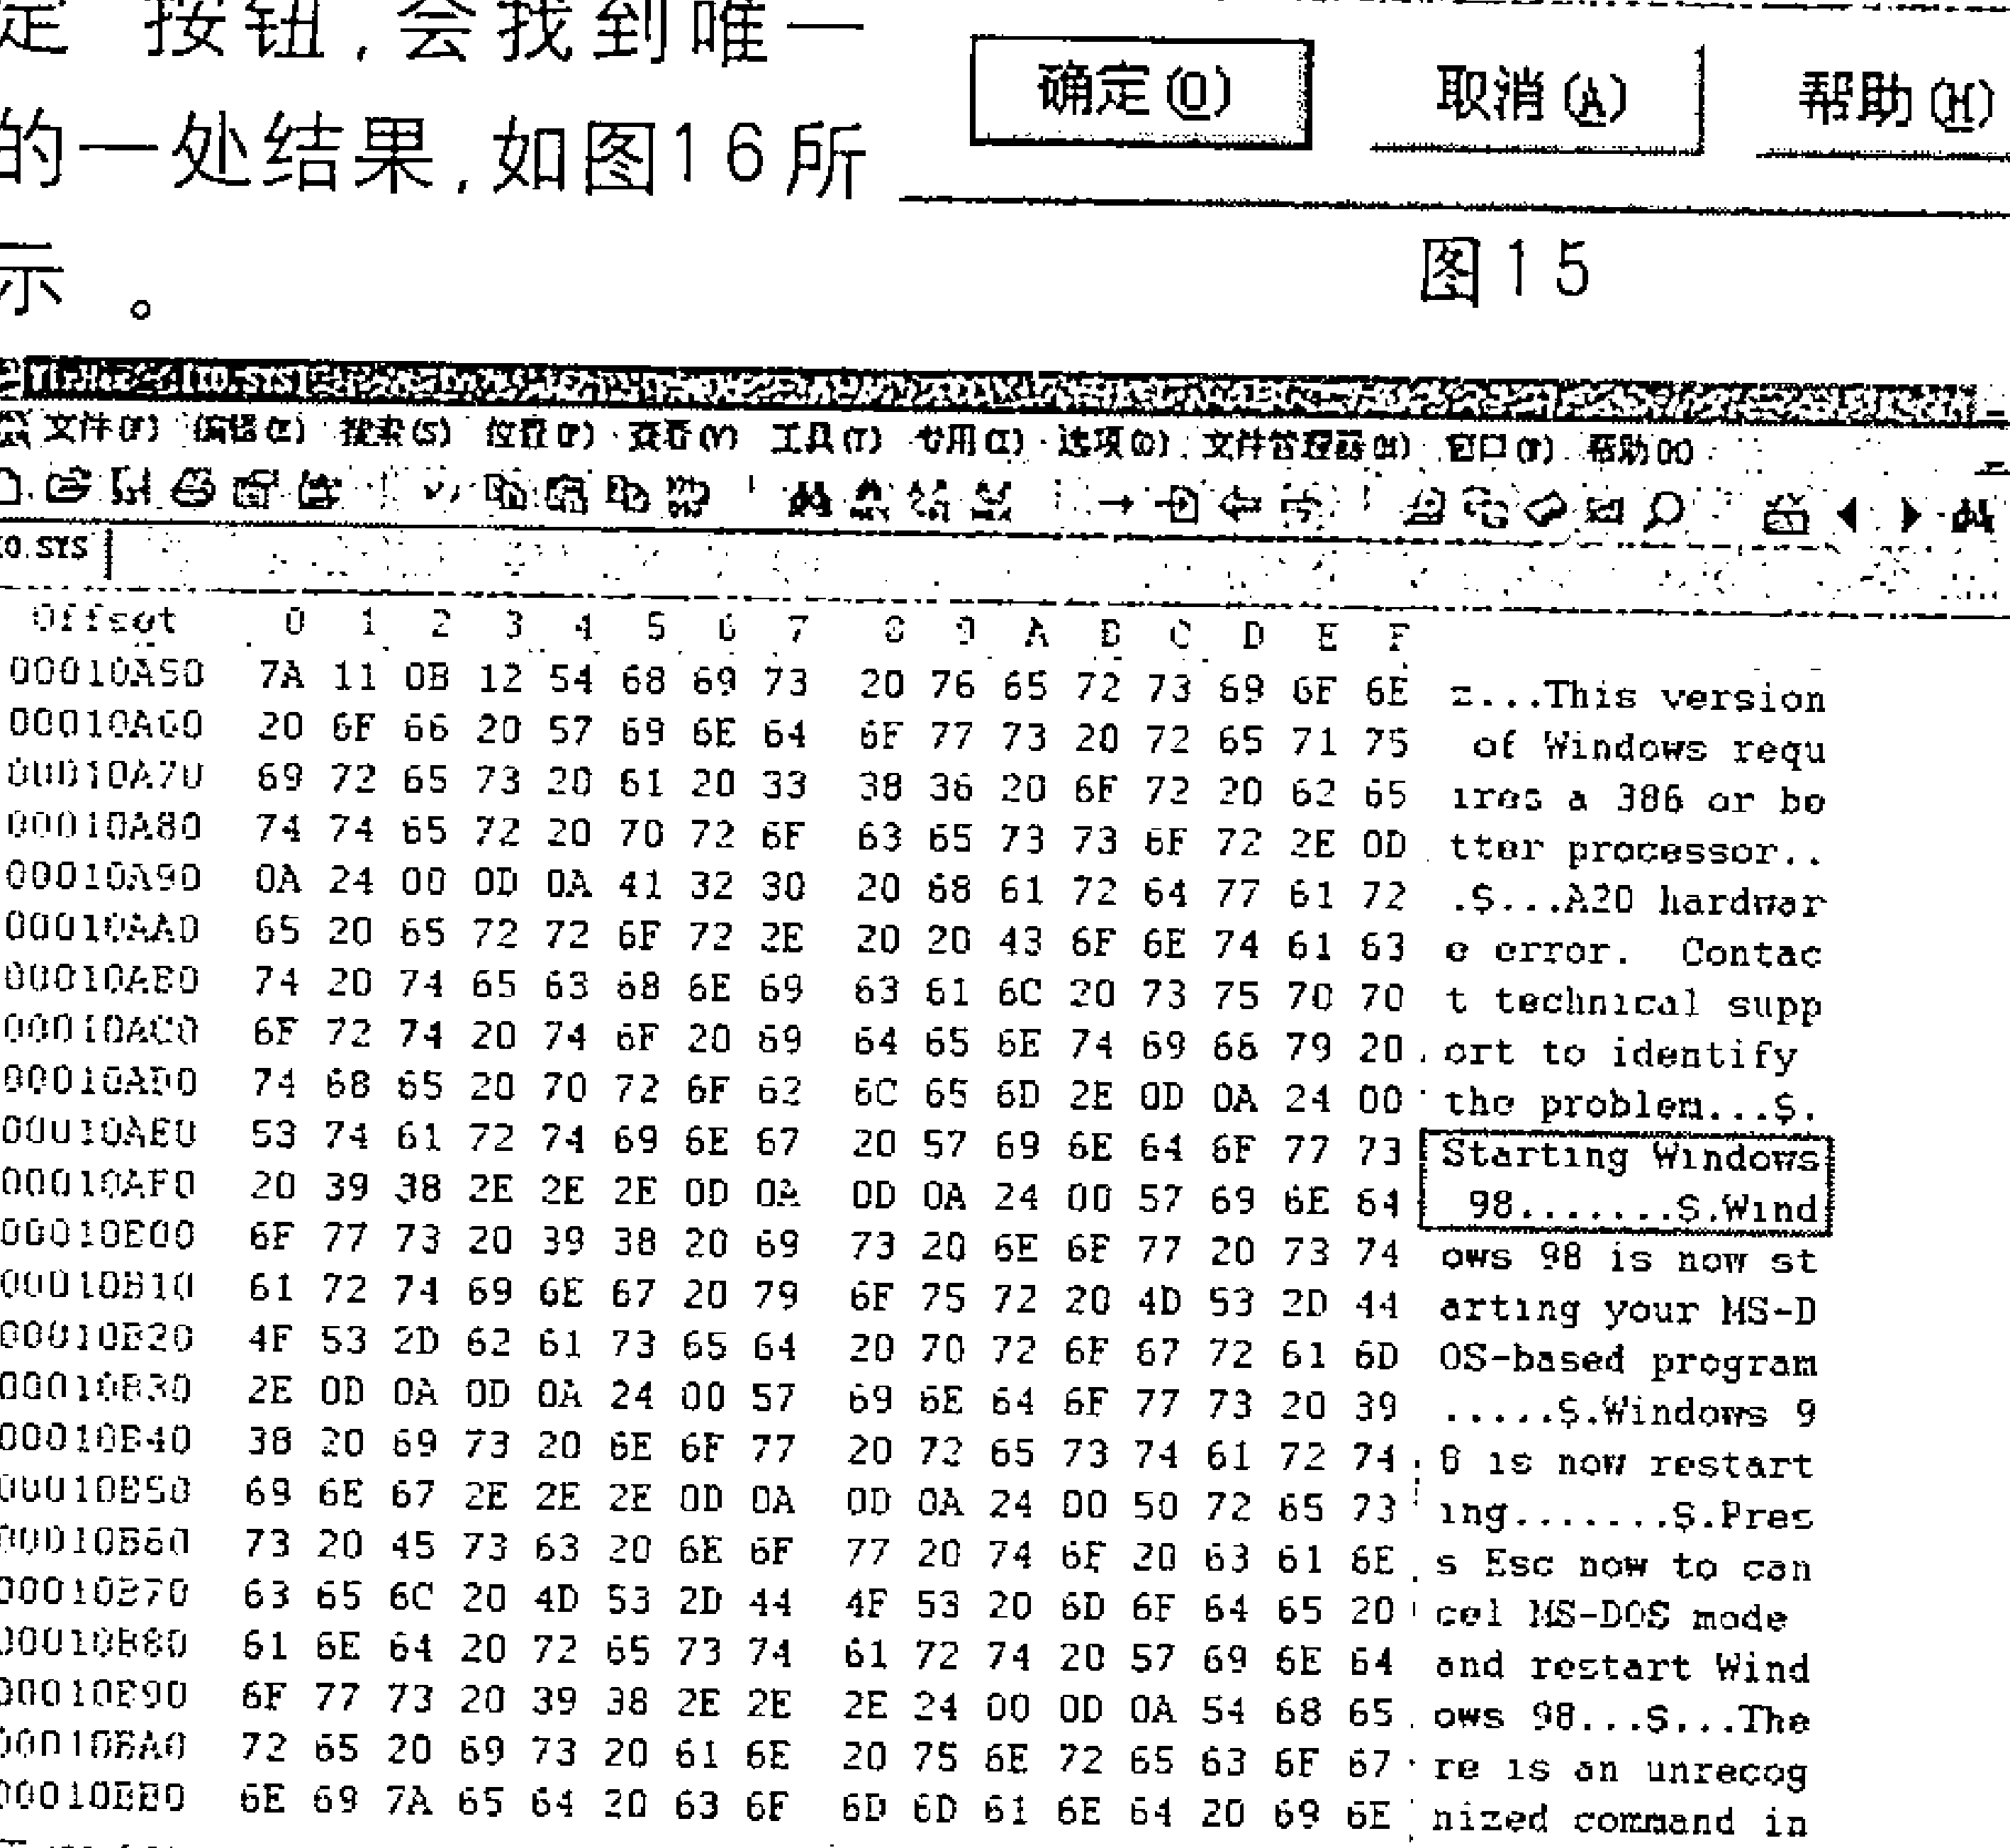 定 按钮,会找到唯一
的一处结果,如图16所
示 。
确定(O) 取消(A) 帮助(H)
图15
WinHex - [IO.SYS]
文件(F) 编辑(E) 搜索(S) 位置(P) 查看(V) 工具(T) 专用(I) 选项(O) 文件管理器(M) 窗口(W) 帮助(H)
IO.SYS
Offset 0 1 2 3 4 5 6 7 8 9 A B C D E F
00010A50 7A 11 0B 12 54 68 69 73 20 76 65 72 73 69 6F 6E z...This version
00010A60 20 6F 66 20 57 69 6E 64 6F 77 73 20 72 65 71 75 of Windows requ
00010A70 69 72 65 73 20 61 20 33 38 36 20 6F 72 20 62 65 ires a 386 or be
00010A80 74 74 65 72 20 70 72 6F 63 65 73 73 6F 72 2E 0D tter processor..
00010A90 0A 24 00 0D 0A 41 32 30 20 68 61 72 64 77 61 72 .$...A20 hardwar
00010AA0 65 20 65 72 72 6F 72 2E 20 20 43 6F 6E 74 61 63 e error. Contac
00010AB0 74 20 74 65 63 68 6E 69 63 61 6C 20 73 75 70 70 t technical supp
00010AC0 6F 72 74 20 74 6F 20 69 64 65 6E 74 69 66 79 20 ort to identify
00010AD0 74 68 65 20 70 72 6F 62 6C 65 6D 2E 0D 0A 24 00 the problem...$.
00010AE0 53 74 61 72 74 69 6E 67 20 57 69 6E 64 6F 77 73 Starting Windows
00010AF0 20 39 38 2E 2E 2E 0D 0A 0D 0A 24 00 57 69 6E 64 98.......$.Wind
00010B00 6F 77 73 20 39 38 20 69 73 20 6E 6F 77 20 73 74 ows 98 is now st
00010B10 61 72 74 69 6E 67 20 79 6F 75 72 20 4D 53 2D 44 arting your MS-D
00010B20 4F 53 2D 62 61 73 65 64 20 70 72 6F 67 72 61 6D OS-based program
00010B30 2E 0D 0A 0D 0A 24 00 57 69 6E 64 6F 77 73 20 39 .....$.Windows 9
00010B40 38 20 69 73 20 6E 6F 77 20 72 65 73 74 61 72 74 8 is now restart
00010B50 69 6E 67 2E 2E 2E 0D 0A 0D 0A 24 00 50 72 65 73 ing.......$.Pres
00010B60 73 20 45 73 63 20 6E 6F 77 20 74 6F 20 63 61 6E s Esc now to can
00010B70 63 65 6C 20 4D 53 2D 44 4F 53 20 6D 6F 64 65 20 cel MS-DOS mode
00010B80 61 6E 64 20 72 65 73 74 61 72 74 20 57 69 6E 64 and restart Wind
00010B90 6F 77 73 20 39 38 2E 2E 2E 24 00 0D 0A 54 68 65 ows 98...$...The
00010BA0 72 65 20 69 73 20 61 6E 20 75 6E 72 65 63 6F 67 re is an unrecog
00010BB0 6E 69 7A 65 64 20 63 6F 6D 6D 61 6E 64 20 69 6E nized command in